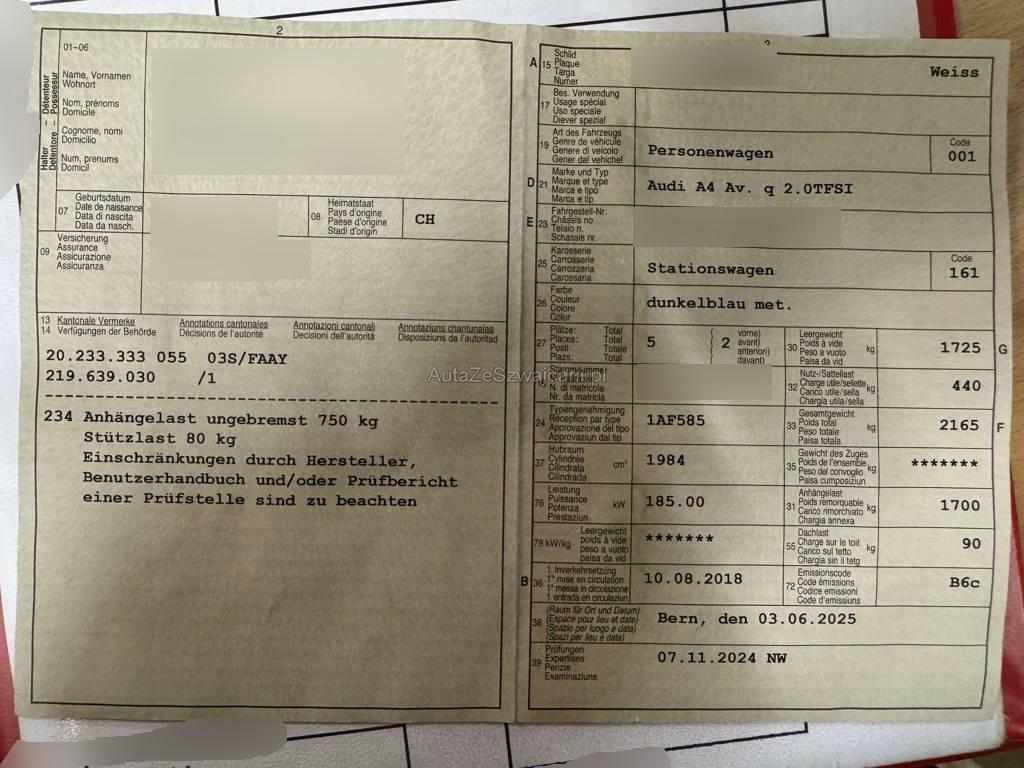 2
01–06
Halter – Détenteur
Detentore – Possessur
Name, Vornamen
Wohnort
Nom, prénoms
Domicile
Cognome, nomi
Domicilio
Num, prenums
Domicil
07
Geburtsdatum
Date de naissance
Data di nascita
Data da nasch.
08
Heimatstaat
Pays d'origine
Paese d'origine
Stadi d'origin
CH
09
Versicherung
Assurance
Assicurazione
Assicuranza
13 Kantonale Vermerke Annotations cantonales Annotazioni cantonali Annotaziuns chantunalas
14 Verfügungen der Behörde Décisions de l'autorité Decisioni dell'autorità Disposiziuns da l'autoritad
20.233.333 055 03S/FAAY
219.639.030 /1
234 Anhängelast ungebremst 750 kg
Stützlast 80 kg
Einschränkungen durch Hersteller,
Benutzerhandbuch und/oder Prüfbericht
einer Prüfstelle sind zu beachten
A 15
Schild
Plaque
Targa
Numer
Weiss
17
Bes. Verwendung
Usage spécial
Uso speciale
Diever spezial
19
Art des Fahrzeugs
Genre de véhicule
Genere di veicolo
Gener dal vehichel
Personenwagen
Code
001
D 21
Marke und Typ
Marque et type
Marca e tipo
Marca e tip
Audi A4 Av. q 2.0TFSI
E 23
Fahrgestell-Nr.
Châssis no
Telaio n.
Schassis nr.
25
Karosserie
Carrosserie
Carrozzeria
Carossaria
Stationswagen
Code
161
26
Farbe
Couleur
Colore
Colur
dunkelblau met.
27
Plätze: Total
Places: Total
Posti: Totale
Plazs: Total
5
2
vorne)
avant)
anteriori)
davant)
30
Leergewicht
Poids à vide
Peso a vuoto
Paisa da vid
kg
1725
G
Stammnummer
N. di matricola
Nr. da matricla
AutaZeSzwajcarii.pl
32
Nutz-/Sattellast
Charge utile/sellette
Carico utile/sella
Chargia utila/sella
kg
440
24
Typengenehmigung
Réception par type
Approvazione del tipo
Approvaziun dal tip
1AF585
33
Gesamtgewicht
Poids total
Peso totale
Paisa totala
kg
2165
F
37
Hubraum
Cylindrée
Cilindrata
Cilindrada
cm³
1984
35
Gewicht des Zuges
Poids de l'ensemble
Peso del convoglio
Paisa cumposiziun
kg
*******
76
Leistung
Puissance
Potenza
Prestaziun
kW
185.00
31
Anhängelast
Poids remorquable
Carico rimorchiato
Chargia annexa
kg
1700
78 kW/kg
Leergewicht
poids à vide
peso a vuoto
paisa da vid
*******
55
Dachlast
Charge sur le toit
Carico sul tetto
Chargia sin il tetg
kg
90
B 36
1. Inverkehrsetzung
1re mise en circulation
1a messa in circolazione
1. entrada en circulaziun
10.08.2018
72
Emissionscode
Code émissions
Codice emissioni
Code d'emissiuns
B6c
38
(Raum für Ort und Datum)
(Espace pour lieu et date)
(Spazio per luogo e data)
(Spazi per lieu e data)
Bern, den 03.06.2025
39
Prüfungen
Expertises
Perizie
Examinaziuns
07.11.2024 NW